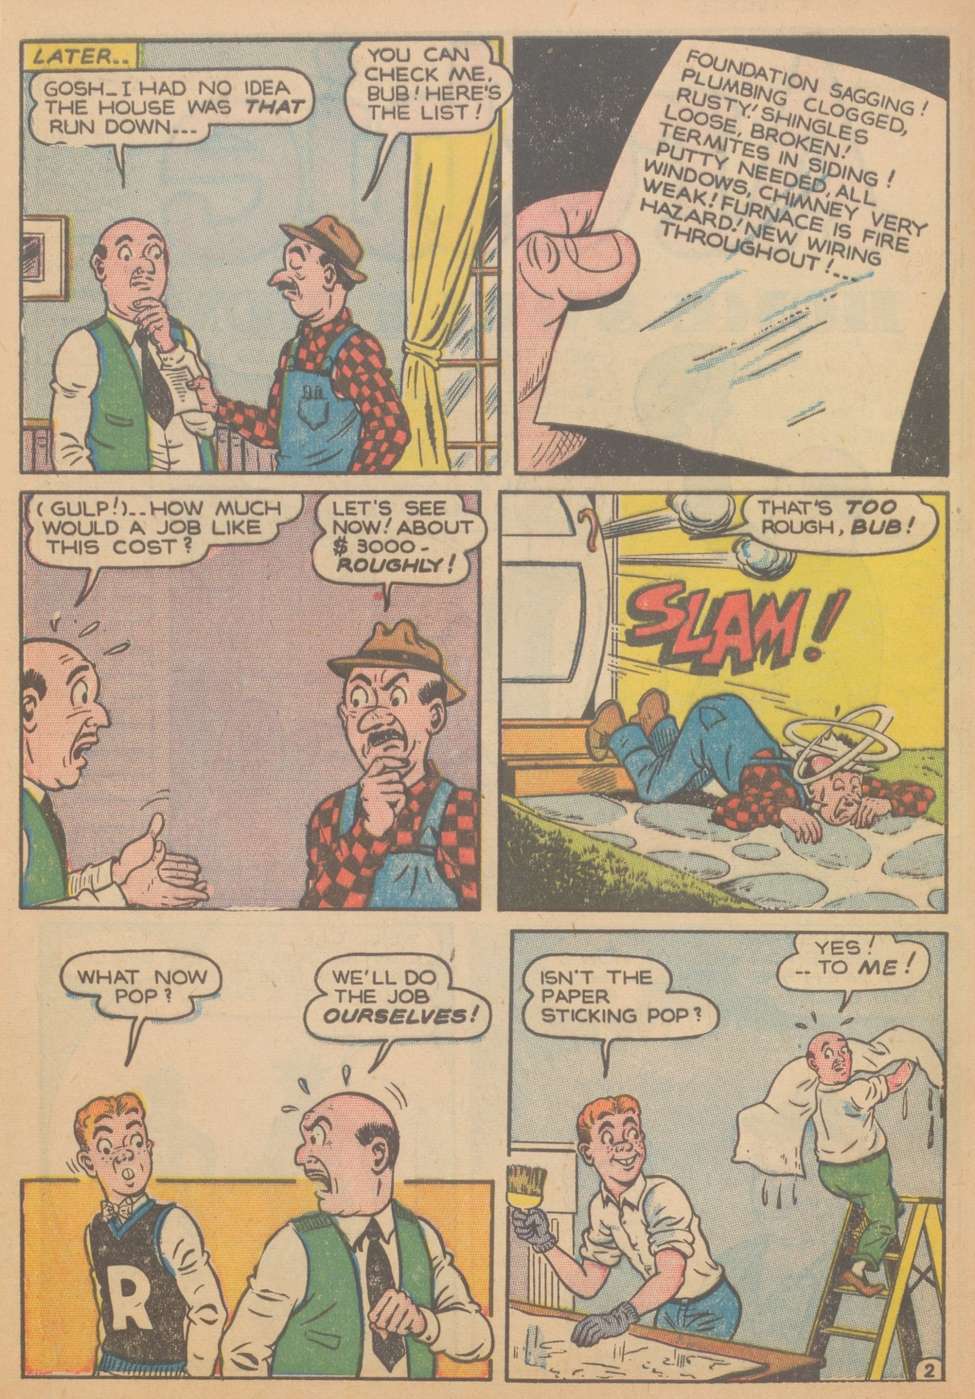 LATER..
GOSH_I HAD NO IDEA
THE HOUSE WAS THAT
RUN DOWN...
YOU CAN
CHECK ME,
BUB! HERE'S
THE LIST!
FOUNDATION SAGGING!
PLUMBING CLOGGED,
RUSTY! SHINGLES
LOOSE, BROKEN!
TERMITES IN SIDING!
PUTTY NEEDED, ALL
WINDOWS, CHIMNEY VERY
WEAK! FURNACE IS FIRE
HAZARD! NEW WIRING
THROUGHOUT!...
(GULP!)..HOW MUCH
WOULD A JOB LIKE
THIS COST?
LET'S SEE
NOW! ABOUT
$3000-
ROUGHLY!
THAT'S TOO
ROUGH, BUB!
SLAM!
WHAT NOW
POP?
WE'LL DO
THE JOB
OURSELVES!
R
ISN'T THE
PAPER
STICKING POP?
YES!
.. TO ME!
2